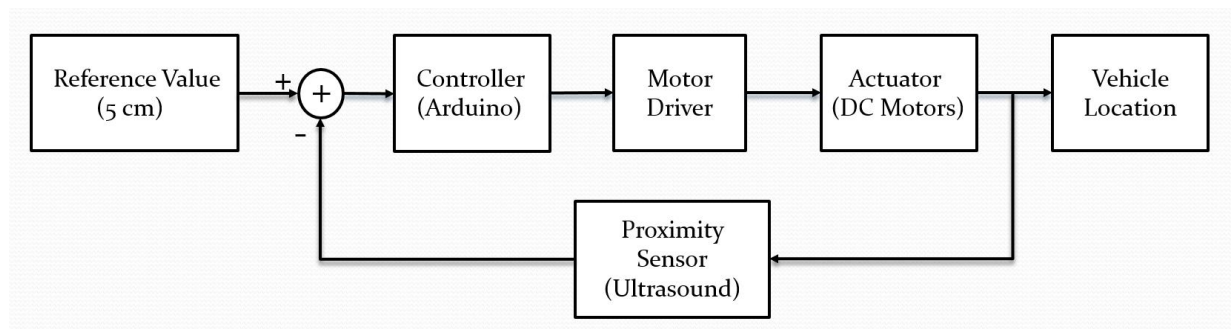 Reference Value
(5 cm)
+
+
-
Controller
(Arduino)
Motor
Driver
Actuator
(DC Motors)
Vehicle
Location
Proximity
Sensor
(Ultrasound)